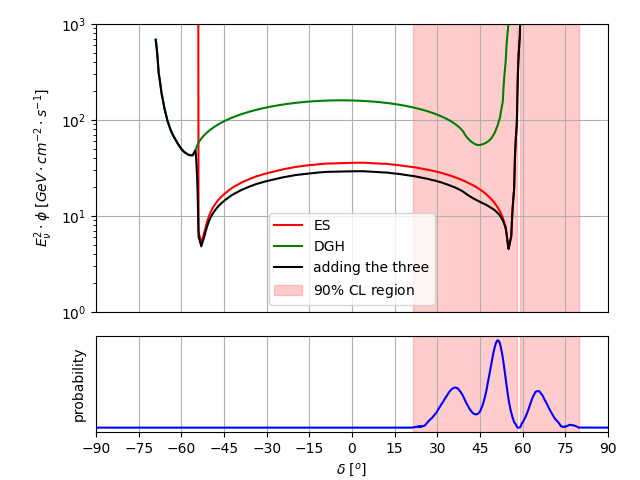 10³
10²
10¹
10⁰
E²ᵥ · ϕ [GeV · cm⁻² · s⁻¹]
ES
DGH
adding the three
90% CL region
probability
−90 −75 −60 −45 −30 −15 0 15 30 45 60 75 90
δ [°]